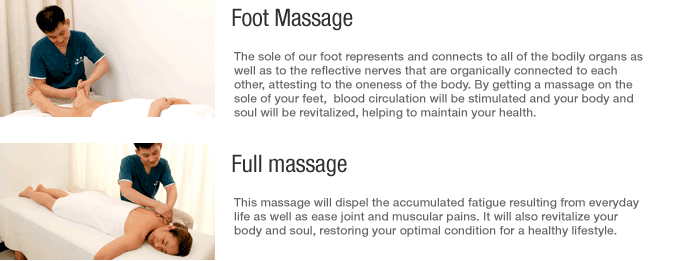 Foot Massage
The sole of our foot represents and connects to all of the bodily organs as
well as to the reflective nerves that are organically connected to each
other, attesting to the oneness of the body. By getting a massage on the
sole of your feet, blood circulation will be stimulated and your body and
soul will be revitalized, helping to maintain your health.
Full massage
This massage will dispel the accumulated fatigue resulting from everyday
life as well as ease joint and muscular pains. It will also revitalize your
body and soul, restoring your optimal condition for a healthy lifestyle.